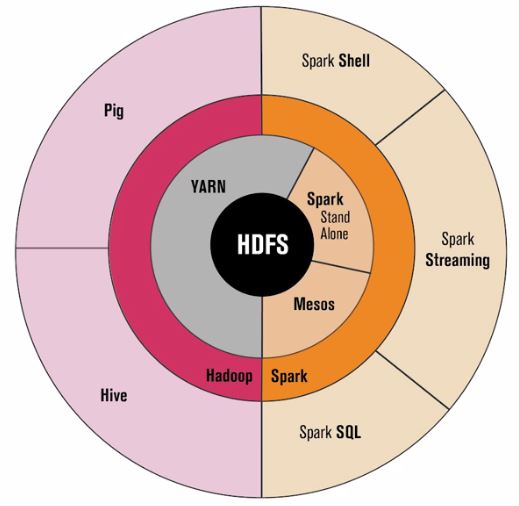 Spark Shell
Pig
YARN
Spark
Stand
Alone
HDFS
Spark
Streaming
Mesos
Hadoop
Spark
Hive
Spark SQL